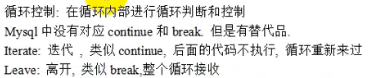 循环控制: 在循环内部进行循环判断和控制
Mysql 中没有对应 continue 和 break. 但是有替代品.
Iterate: 迭代 , 类似 continue, 后面的代码不执行, 循环重新来过
Leave: 离开, 类似 break,整个循环接收